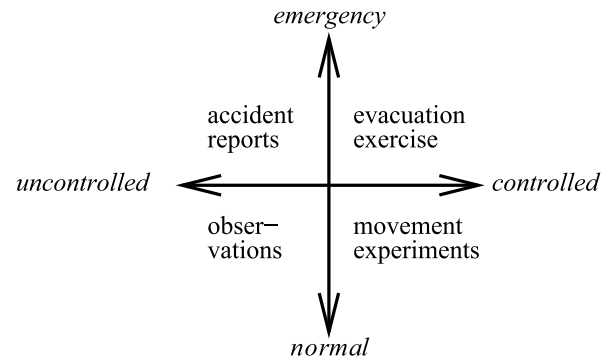 emergency
accident
reports
evacuation
exercise
uncontrolled
controlled
obser-
vations
movement
experiments
normal